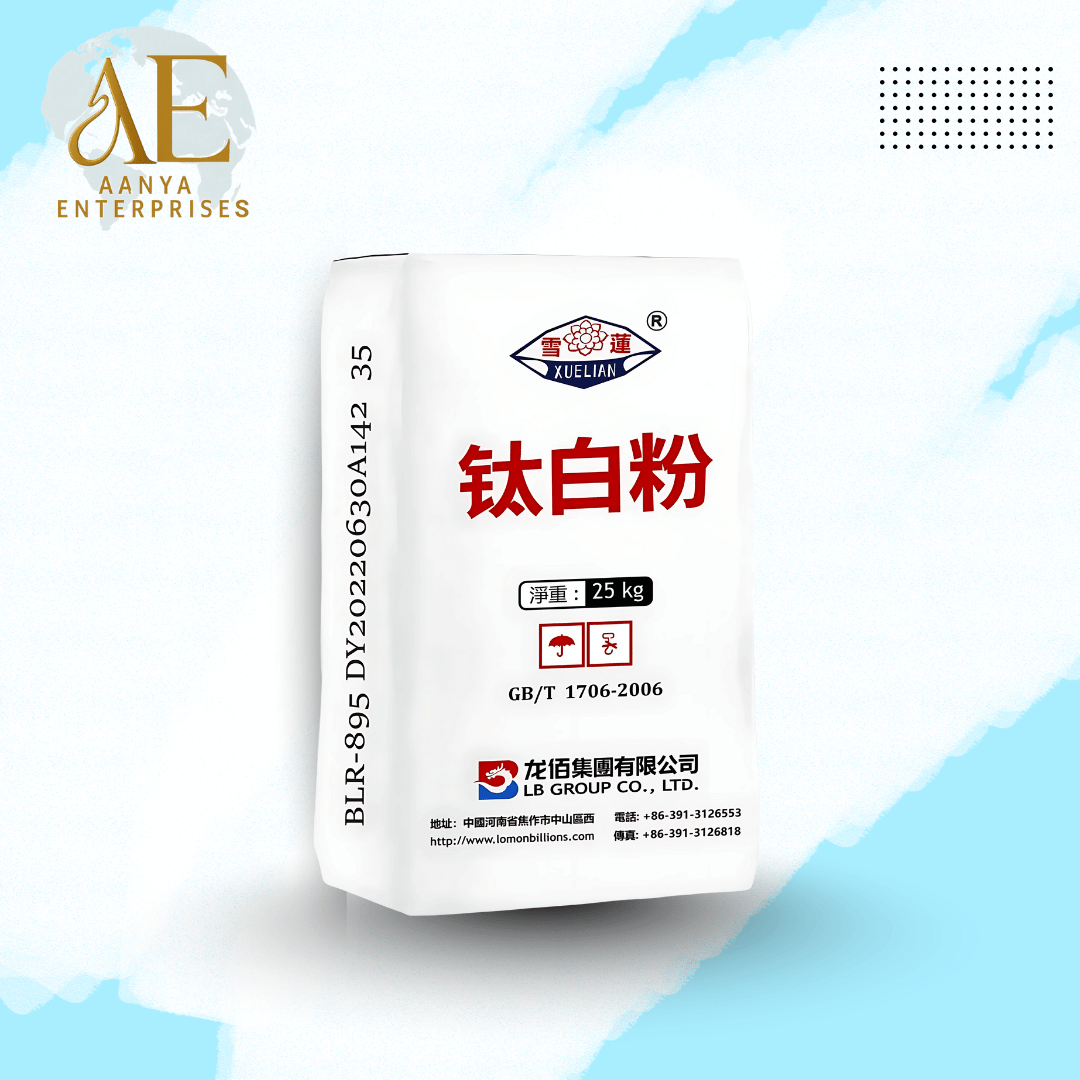 AE
AANYA
ENTERPRISES
雪蓮
®
XUELIAN
钛白粉
淨重: 25 kg
GB/T 1706-2006
龙佰集團有限公司
LB GROUP CO., LTD.
地址: 中國河南省焦作市中山區西 電話: +86-391-3126553
http://www.lomonbillions.com 傳真: +86-391-3126818
BLR-895 DY20220630A142 35